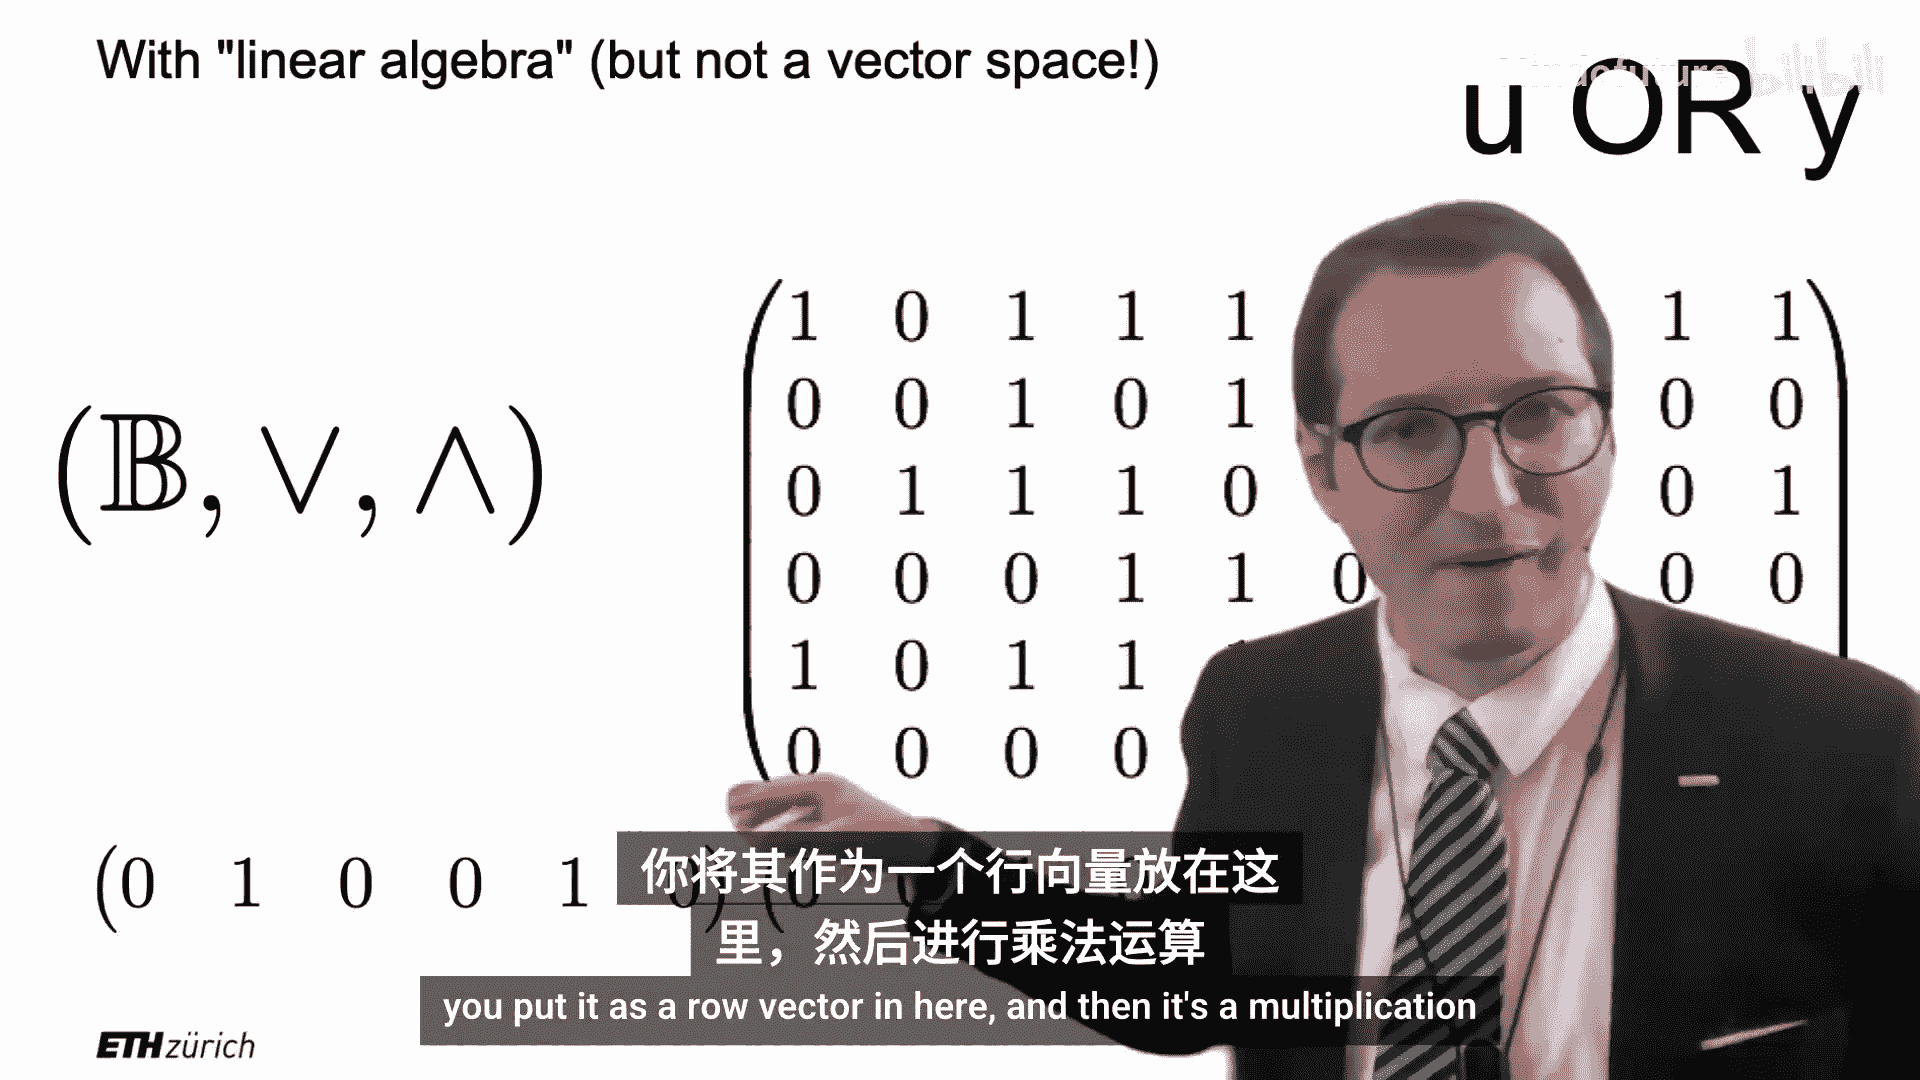 With "linear algebra" (but not a vector space!)
bilibili
u OR y
(𝔹, ∨, ∧)
1 0 1 1 1 1 1
0 0 1 0 1 0 0
0 1 1 1 0 0 1
0 0 0 1 1 0 0 0
1 0 1 1
0 0 0 0
(0 1 0 0 1 0) (0
你将其作为一个行向量放在这
里，然后进行乘法运算
you put it as a row vector in here, and then it's a multiplication
ETH zürich